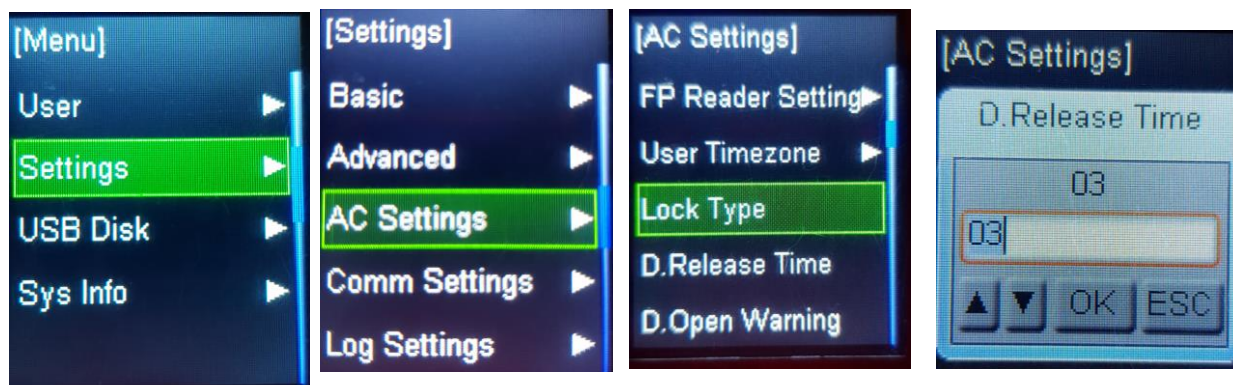 [Menu]
User
Settings
USB Disk
Sys Info
[Settings]
Basic
Advanced
AC Settings
Comm Settings
Log Settings
[AC Settings]
FP Reader Setting
User Timezone
Lock Type
D.Release Time
D.Open Warning
[AC Settings]
D.Release Time
03
03
OK ESC